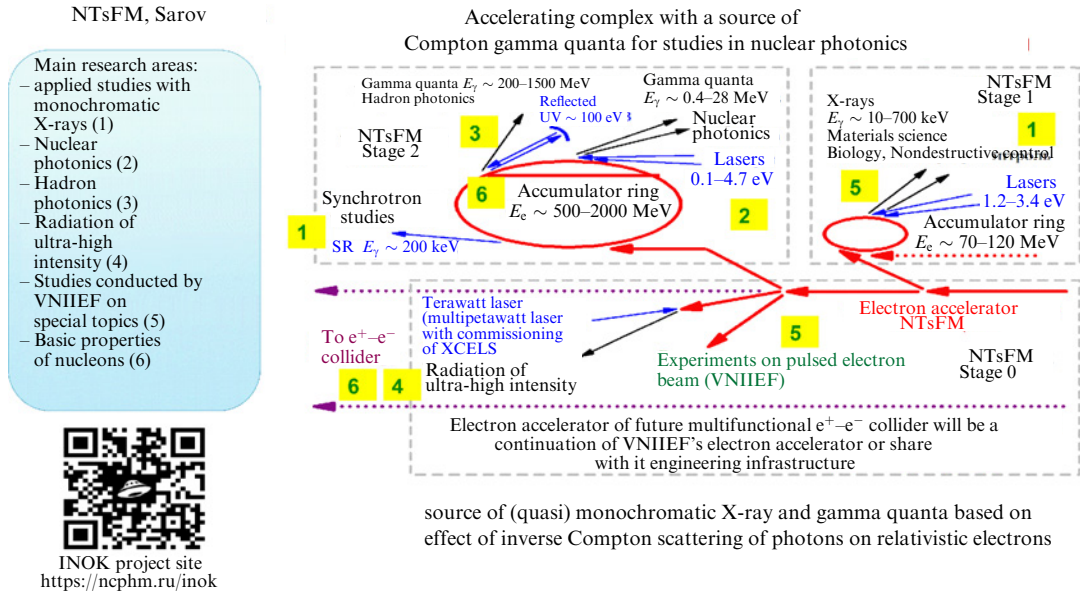 NTsFM, Sarov
Main research areas:
– applied studies with
monochromatic
X-rays (1)
– Nuclear
photonics (2)
– Hadron
photonics (3)
– Radiation of
ultra-high
intensity (4)
– Studies conducted by
VNIIEF on
special topics (5)
– Basic properties
of nucleons (6)
INOK project site
https://ncphm.ru/inok
Accelerating complex with a source of
Compton gamma quanta for studies in nuclear photonics
Gamma quanta Eγ ∼ 200–1500 MeV
Hadron photonics
NTsFM
Stage 2
3
Reflected
UV ∼ 100 eV
Gamma quanta
Eγ ∼ 0.4–28 MeV
Nuclear
photonics
Lasers
0.1–4.7 eV
6
Accumulator ring
Ee ∼ 500–2000 MeV
2
Synchrotron
studies
1
SR Eγ ∼ 200 keV
NTsFM
Stage 1
1
X-rays
Eγ ∼ 10–700 keV
Materials science
Biology, Nondestructive control
5
Lasers
1.2–3.4 eV
Accumulator ring
Ee ∼ 70–120 MeV
Terawatt laser
(multipetawatt laser
with commissioning
of XCELS
Electron accelerator
NTsFM
5
To e+–e−
collider
6
4
Radiation of
ultra-high intensity
Experiments on pulsed electron
beam (VNIIEF)
NTsFM
Stage 0
Electron accelerator of future multifunctional e+–e− collider will be a
continuation of VNIIEF's electron accelerator or share
with it engineering infrastructure
source of (quasi) monochromatic X-ray and gamma quanta based on
effect of inverse Compton scattering of photons on relativistic electrons